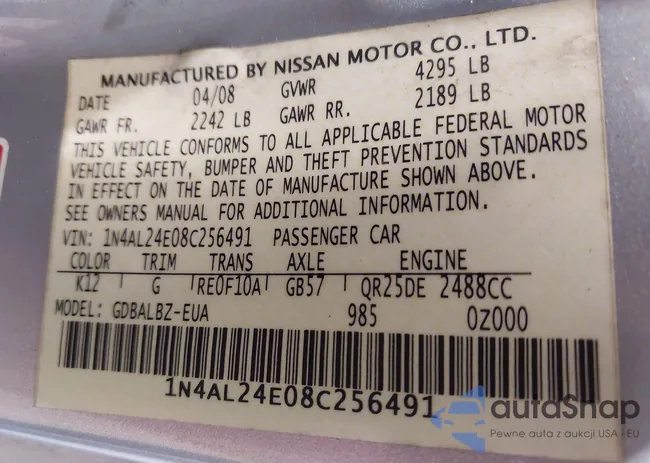 MANUFACTURED BY NISSAN MOTOR CO., LTD.
DATE 04/08 GVWR 4295 LB
GAWR FR. 2242 LB GAWR RR. 2189 LB
THIS VEHICLE CONFORMS TO ALL APPLICABLE FEDERAL MOTOR
VEHICLE SAFETY, BUMPER AND THEFT PREVENTION STANDARDS
IN EFFECT ON THE DATE OF MANUFACTURE SHOWN ABOVE.
SEE OWNERS MANUAL FOR ADDITIONAL INFORMATION.
VIN: 1N4AL24E08C256491 PASSENGER CAR
COLOR TRIM TRANS AXLE ENGINE
K12 G RE0F10A GB57 QR25DE 2488CC
MODEL: GDBALBZ-EUA 985 0Z000
1N4AL24E08C256491
autoSnap
Pewne auta z aukcji USA i EU